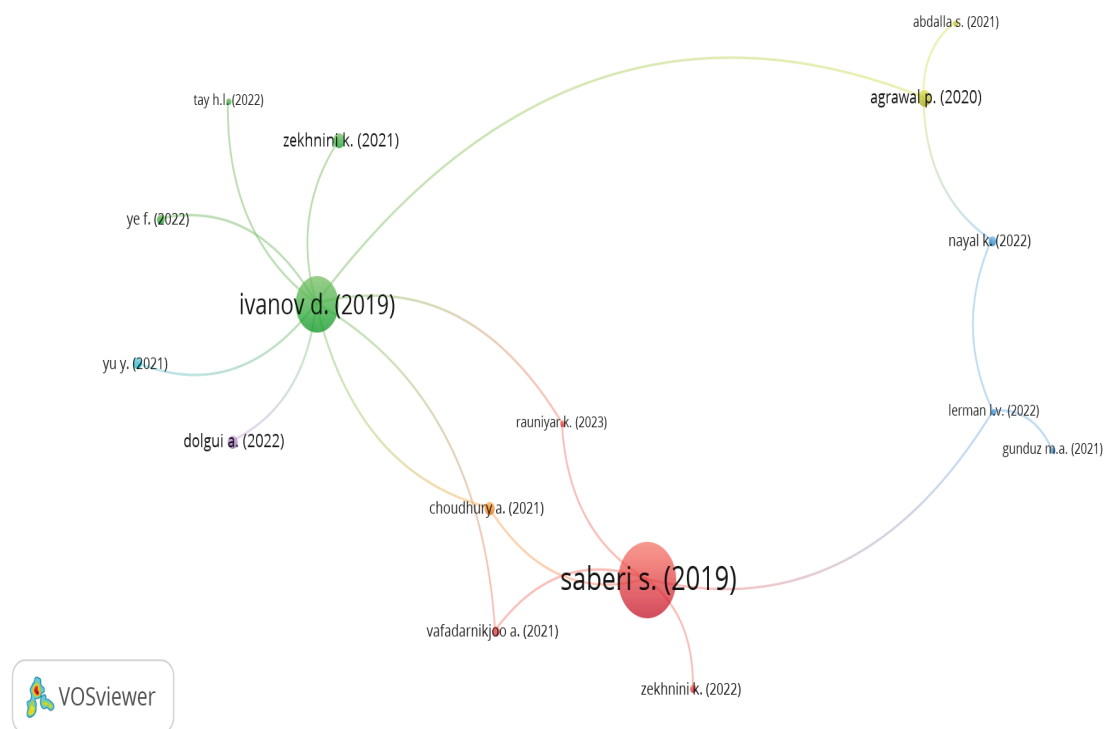 abdalla s. (2021)
agrawal p. (2020)
tay h.l. (2022)
zekhnini k. (2021)
ye f. (2022)
nayal k. (2022)
ivanov d. (2019)
yu y. (2021)
lerman l.v. (2022)
rauniyar k. (2023)
dolgui a. (2022)
gunduz m.a. (2021)
choudhury a. (2021)
saberi s. (2019)
vafadarnikjoo a. (2021)
zekhnini k. (2022)
VOSviewer